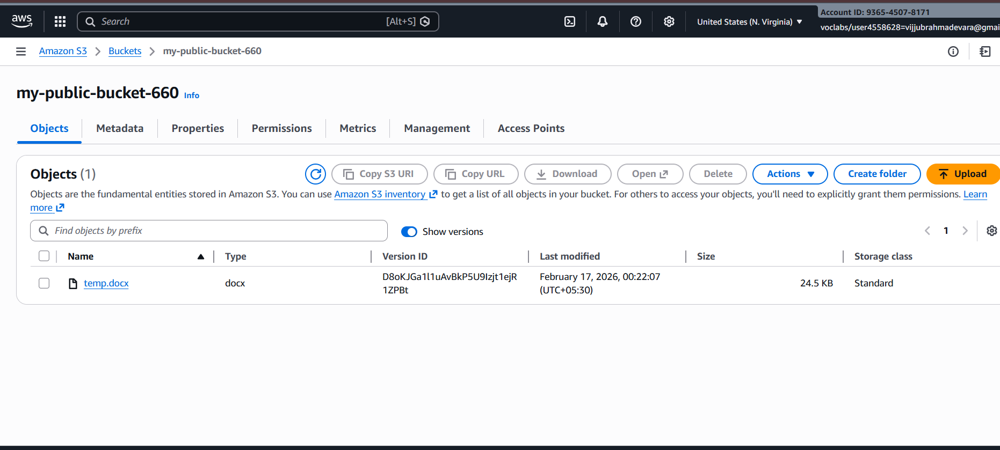 aws
Search [Alt+S]
United States (N. Virginia)
Account ID: 9365-4507-8171
voclabs/user4558628=vijjubrahmadevara@gmai
Amazon S3 > Buckets > my-public-bucket-660
my-public-bucket-660 Info
Objects Metadata Properties Permissions Metrics Management Access Points
Objects (1)
Copy S3 URI Copy URL Download Open Delete Actions Create folder Upload
Objects are the fundamental entities stored in Amazon S3. You can use Amazon S3 inventory to get a list of all objects in your bucket. For others to access your objects, you'll need to explicitly grant them permissions. Learn
more
Find objects by prefix
Show versions
1
Name Type Version ID Last modified Size Storage class
temp.docx docx D8oKJGa1l1uAvBkP5U9Izjt1ejR February 17, 2026, 00:22:07 24.5 KB Standard
1ZPBt (UTC+05:30)